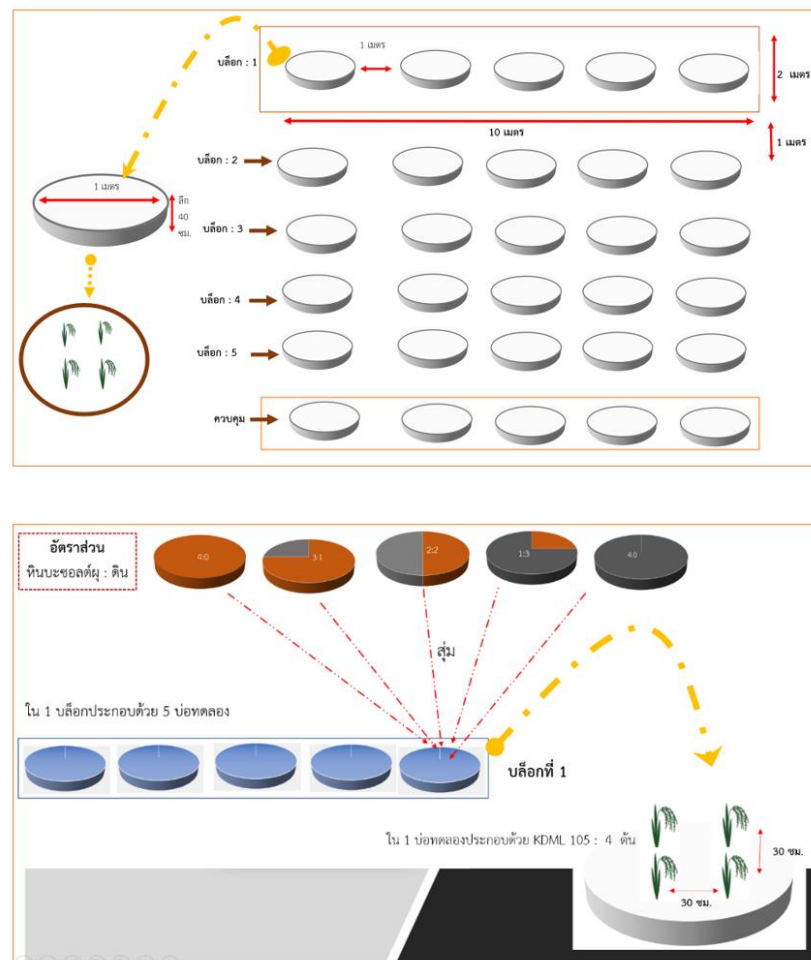 บล็อก : 1
1 เมตร
2 เมตร
10 เมตร
1 เมตร
บล็อก : 2
1 เมตร
ลึก
40
ซม.
บล็อก : 3
บล็อก : 4
บล็อก : 5
ควบคุม
อัตราส่วน
หินบะซอลต์ผุ : ดิน
4:0
3:1
2:2
1:3
4:0
สุ่ม
ใน 1 บล็อกประกอบด้วย 5 บ่อทดลอง
บล็อกที่ 1
ใน 1 บ่อทดลองประกอบด้วย KDML 105 : 4 ต้น
30 ซม.
30 ซม.